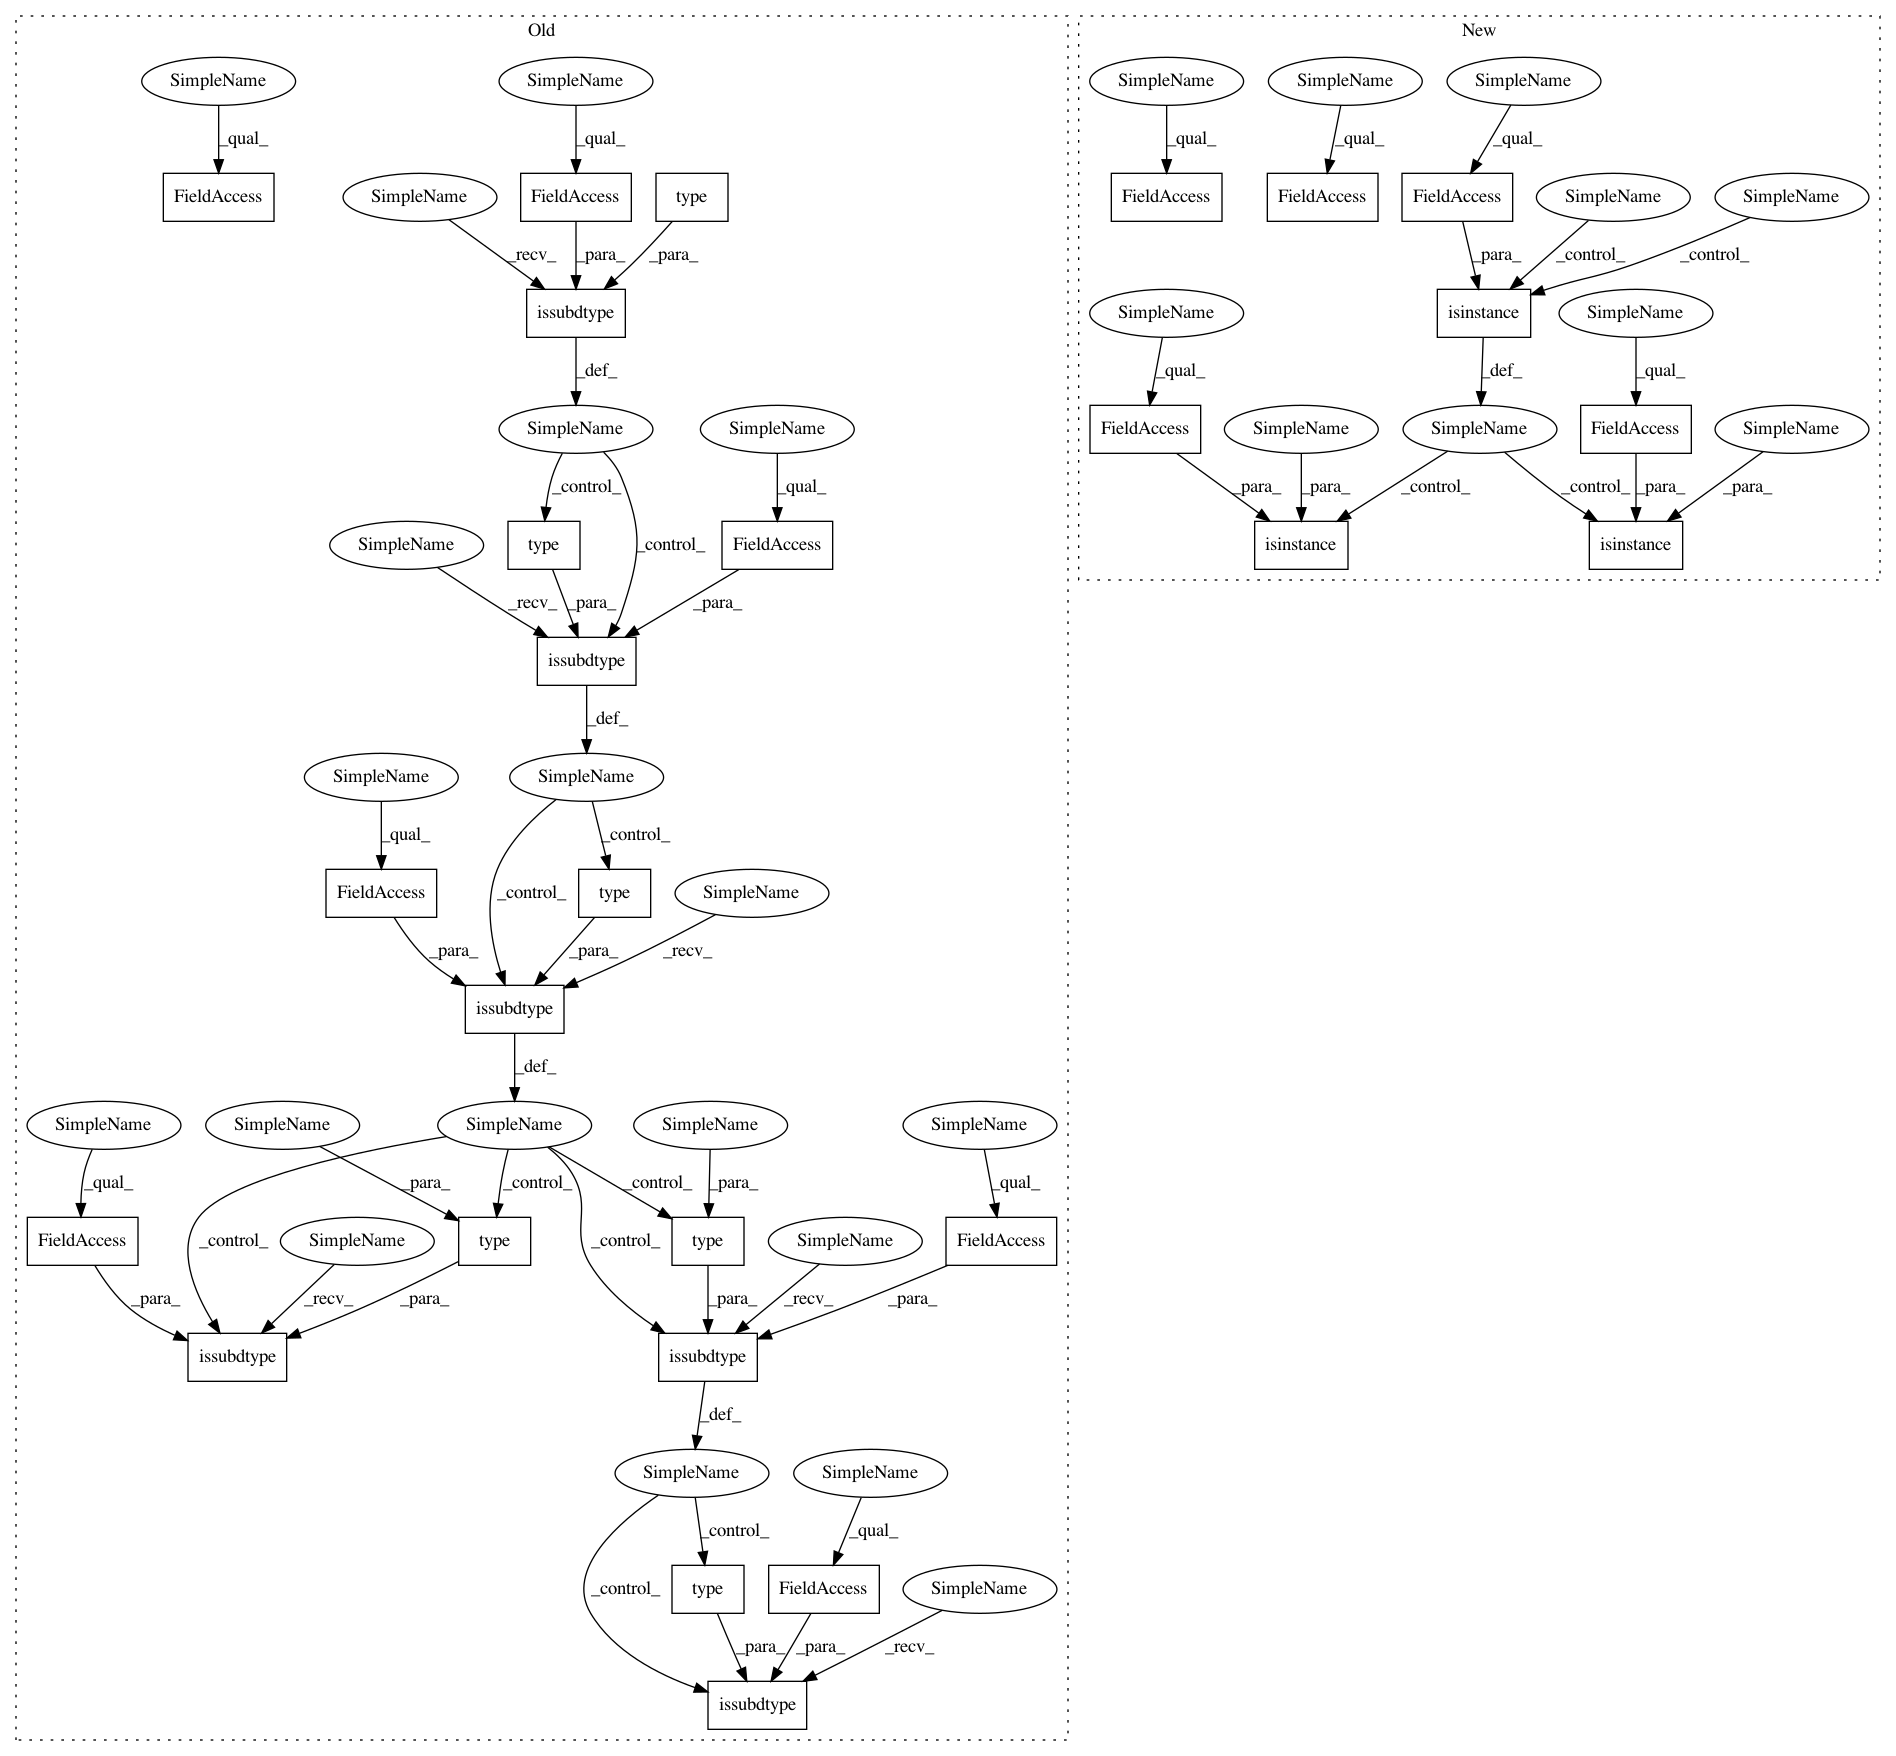 Old
SimpleName
SimpleName
_qual_
_qual_
FieldAccess
SimpleName
FieldAccess
type
_recv_
_para_
_para_
issubdtype
_def_
SimpleName
SimpleName
_control_
_qual_
SimpleName
type
_control_
FieldAccess
_recv_
_para_
_para_
issubdtype
_def_
SimpleName
SimpleName
_qual_
_control_
FieldAccess
_control_
type
SimpleName
_para_
_para_
_recv_
issubdtype
_def_
SimpleName
SimpleName
SimpleName
SimpleName
SimpleName
_qual_
_para_
_control_
_control_
_para_
_qual_
FieldAccess
_control_
SimpleName
type
_control_
type
SimpleName
FieldAccess
_para_
_recv_
_para_
_para_
_recv_
_para_
issubdtype
issubdtype
_def_
SimpleName
SimpleName
_control_
_qual_
_control_
type
FieldAccess
SimpleName
_para_
_para_
_recv_
issubdtype
New
SimpleName
SimpleName
SimpleName
_qual_
_qual_
_qual_
FieldAccess
FieldAccess
FieldAccess
SimpleName
SimpleName
_para_
_control_
_control_
SimpleName
isinstance
SimpleName
_qual_
_def_
_qual_
FieldAccess
SimpleName
SimpleName
FieldAccess
SimpleName
_para_
_para_
_control_
_control_
_para_
_para_
isinstance
isinstance